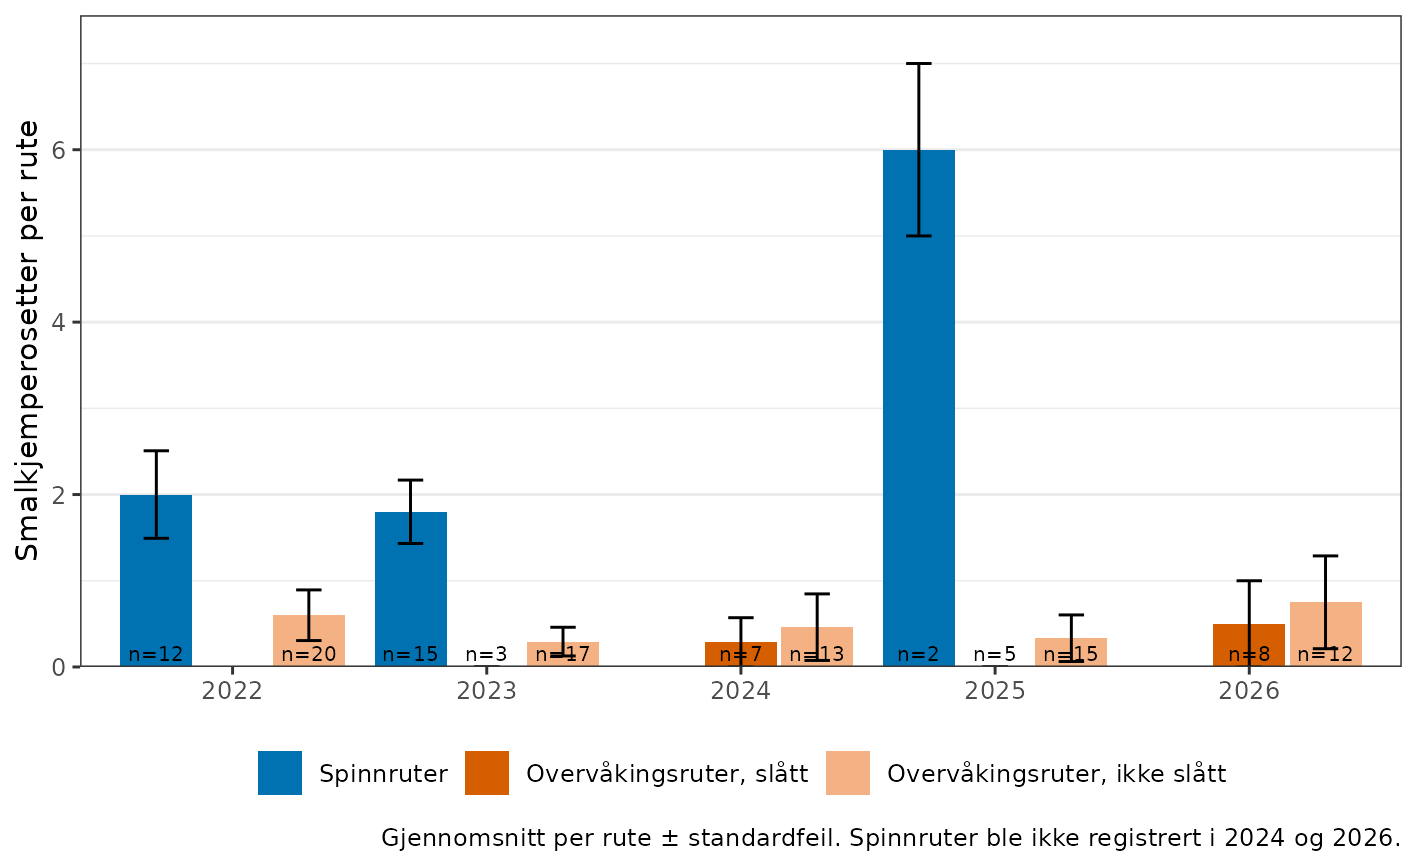 Smalkjemperosetter per rute
6
4
2
0
n=12
n=20
n=15
n=3
n=17
n=7
n=13
n=2
n=5
n=15
n=8
n=12
2022
2023
2024
2025
2026
Spinnruter
Overvåkingsruter, slått
Overvåkingsruter, ikke slått
Gjennomsnitt per rute ± standardfeil. Spinnruter ble ikke registrert i 2024 og 2026.